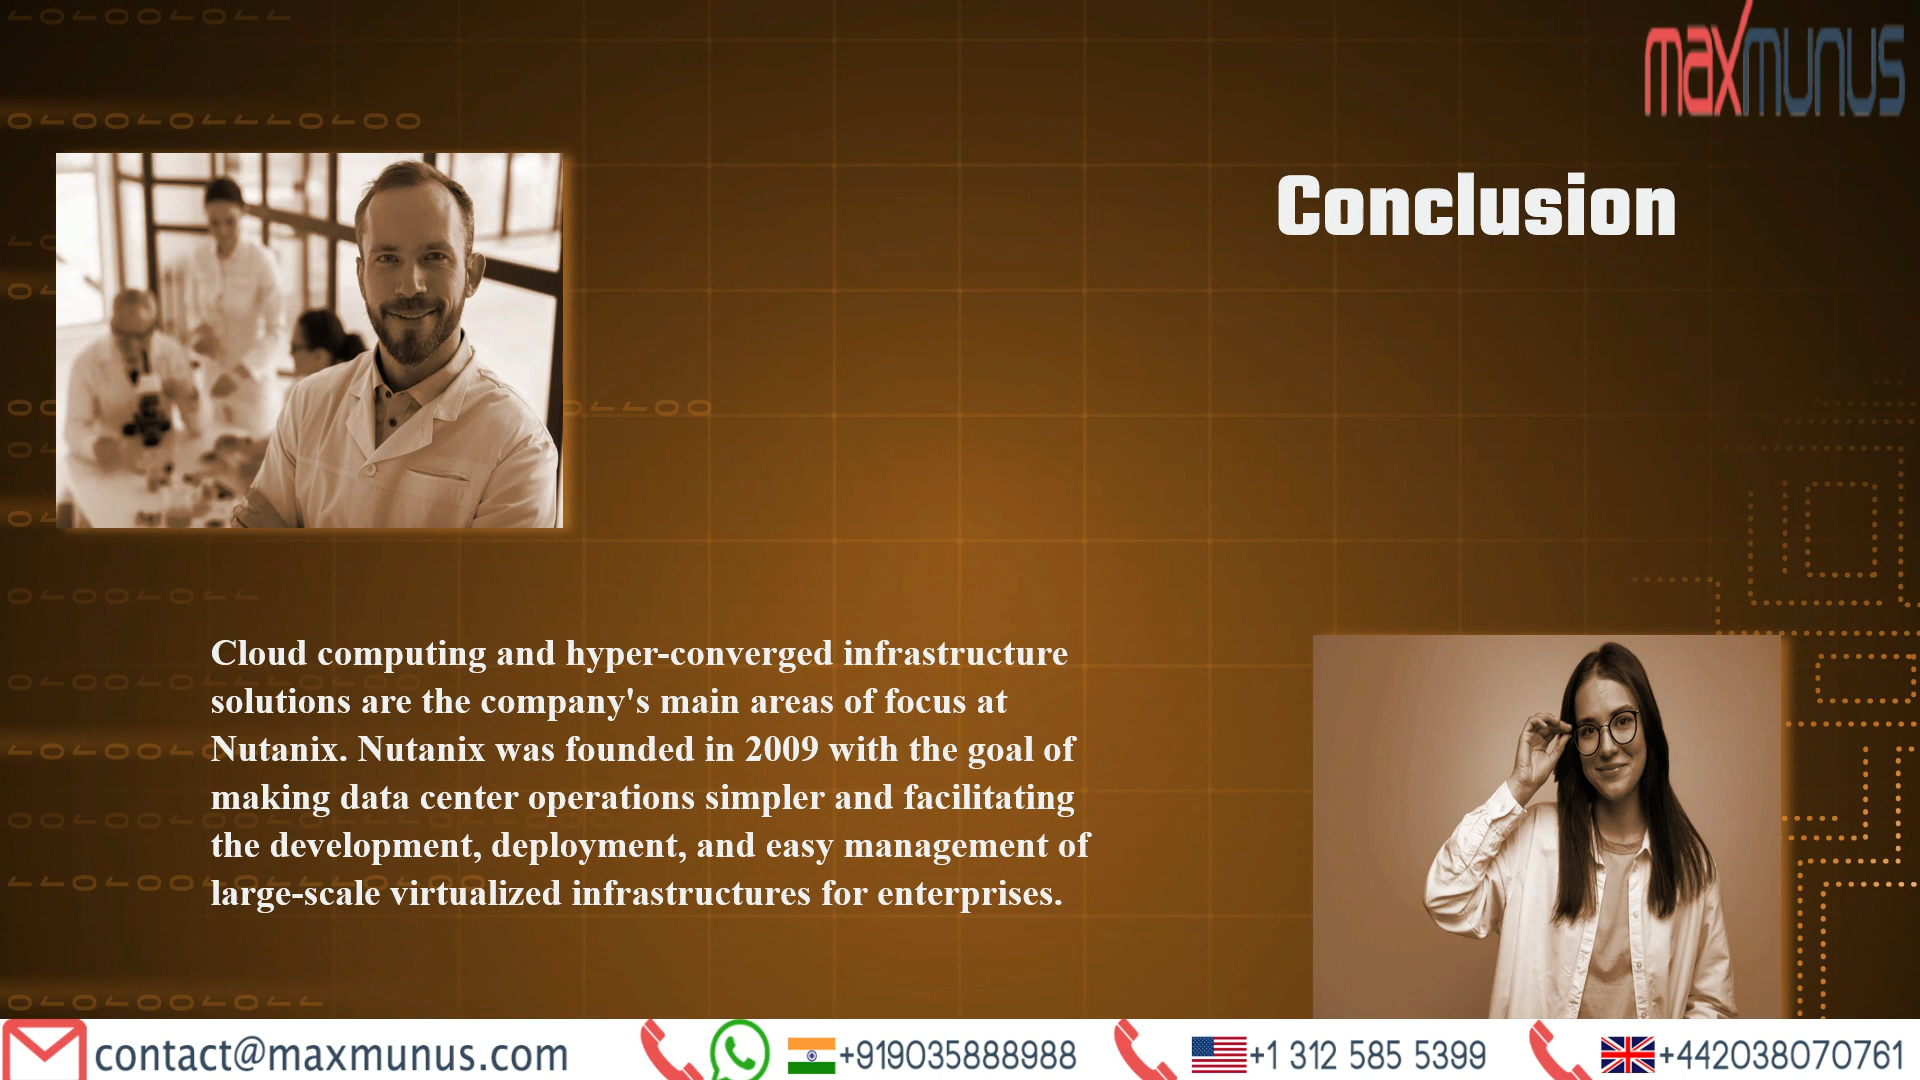 maxmunus
Conclusion
Cloud computing and hyper-converged infrastructure
solutions are the company's main areas of focus at
Nutanix. Nutanix was founded in 2009 with the goal of
making data center operations simpler and facilitating
the development, deployment, and easy management of
large-scale virtualized infrastructures for enterprises.
contact@maxmunus.com +919035888988 +1 312 585 5399 +442038070761